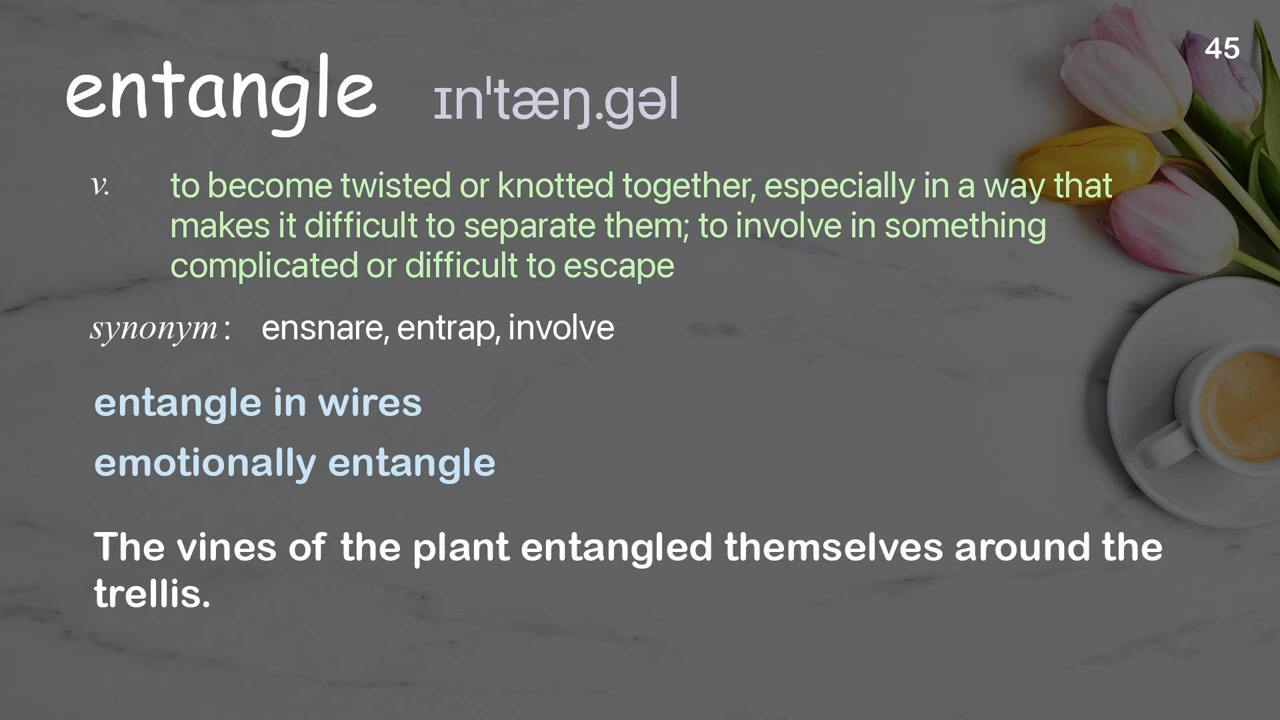 45
entangle ɪnˈtæŋ.gəl
v. to become twisted or knotted together, especially in a way that
makes it difficult to separate them; to involve in something
complicated or difficult to escape
synonym: ensnare, entrap, involve
entangle in wires
emotionally entangle
The vines of the plant entangled themselves around the
trellis.